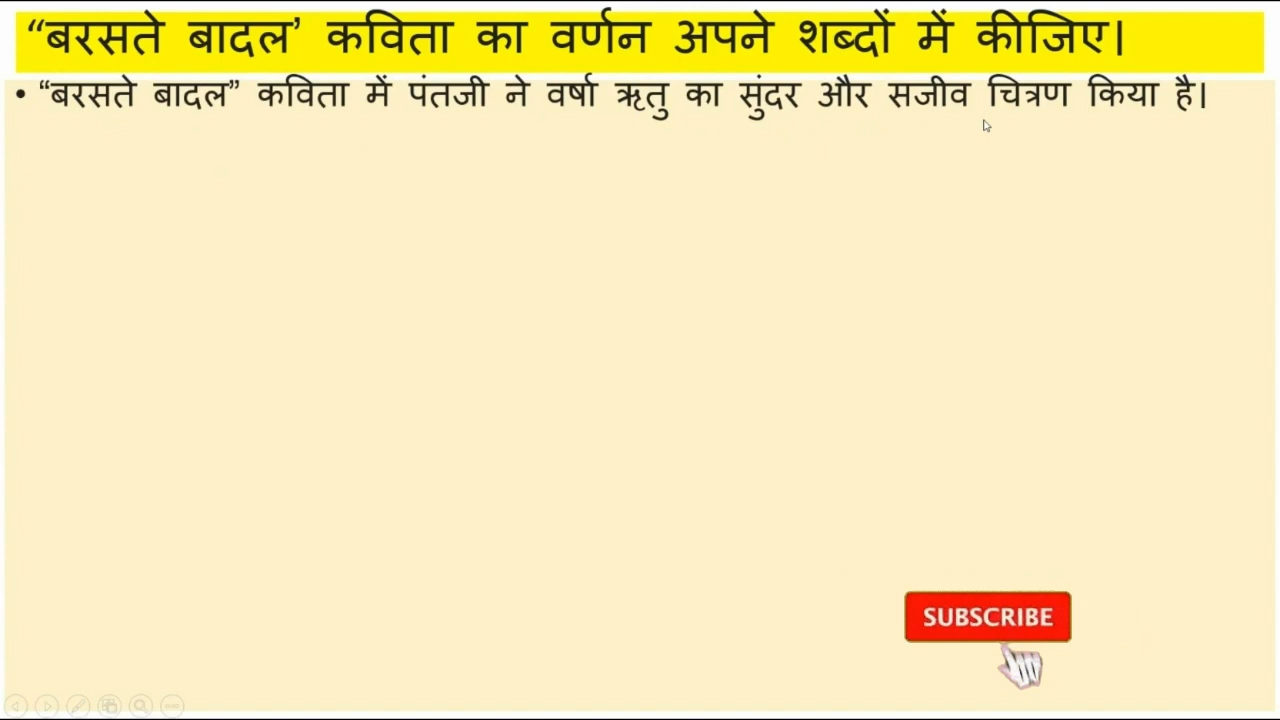 “बरसते बादल’ कविता का वर्णन अपने शब्दों में कीजिए।
• “बरसते बादल” कविता में पंतजी ने वर्षा ऋतु का सुंदर और सजीव चित्रण किया है।
SUBSCRIBE